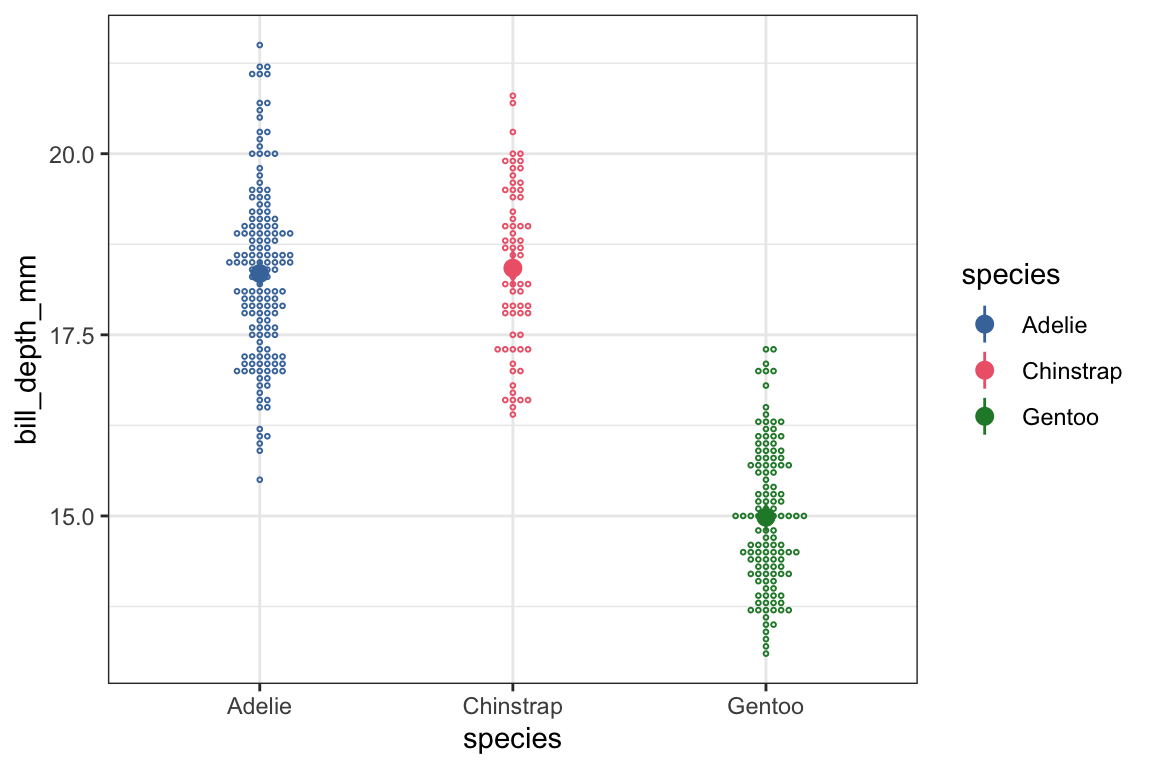 bill_depth_mm
20.0
17.5
15.0
Adelie
Chinstrap
Gentoo
species
species
Adelie
Chinstrap
Gentoo